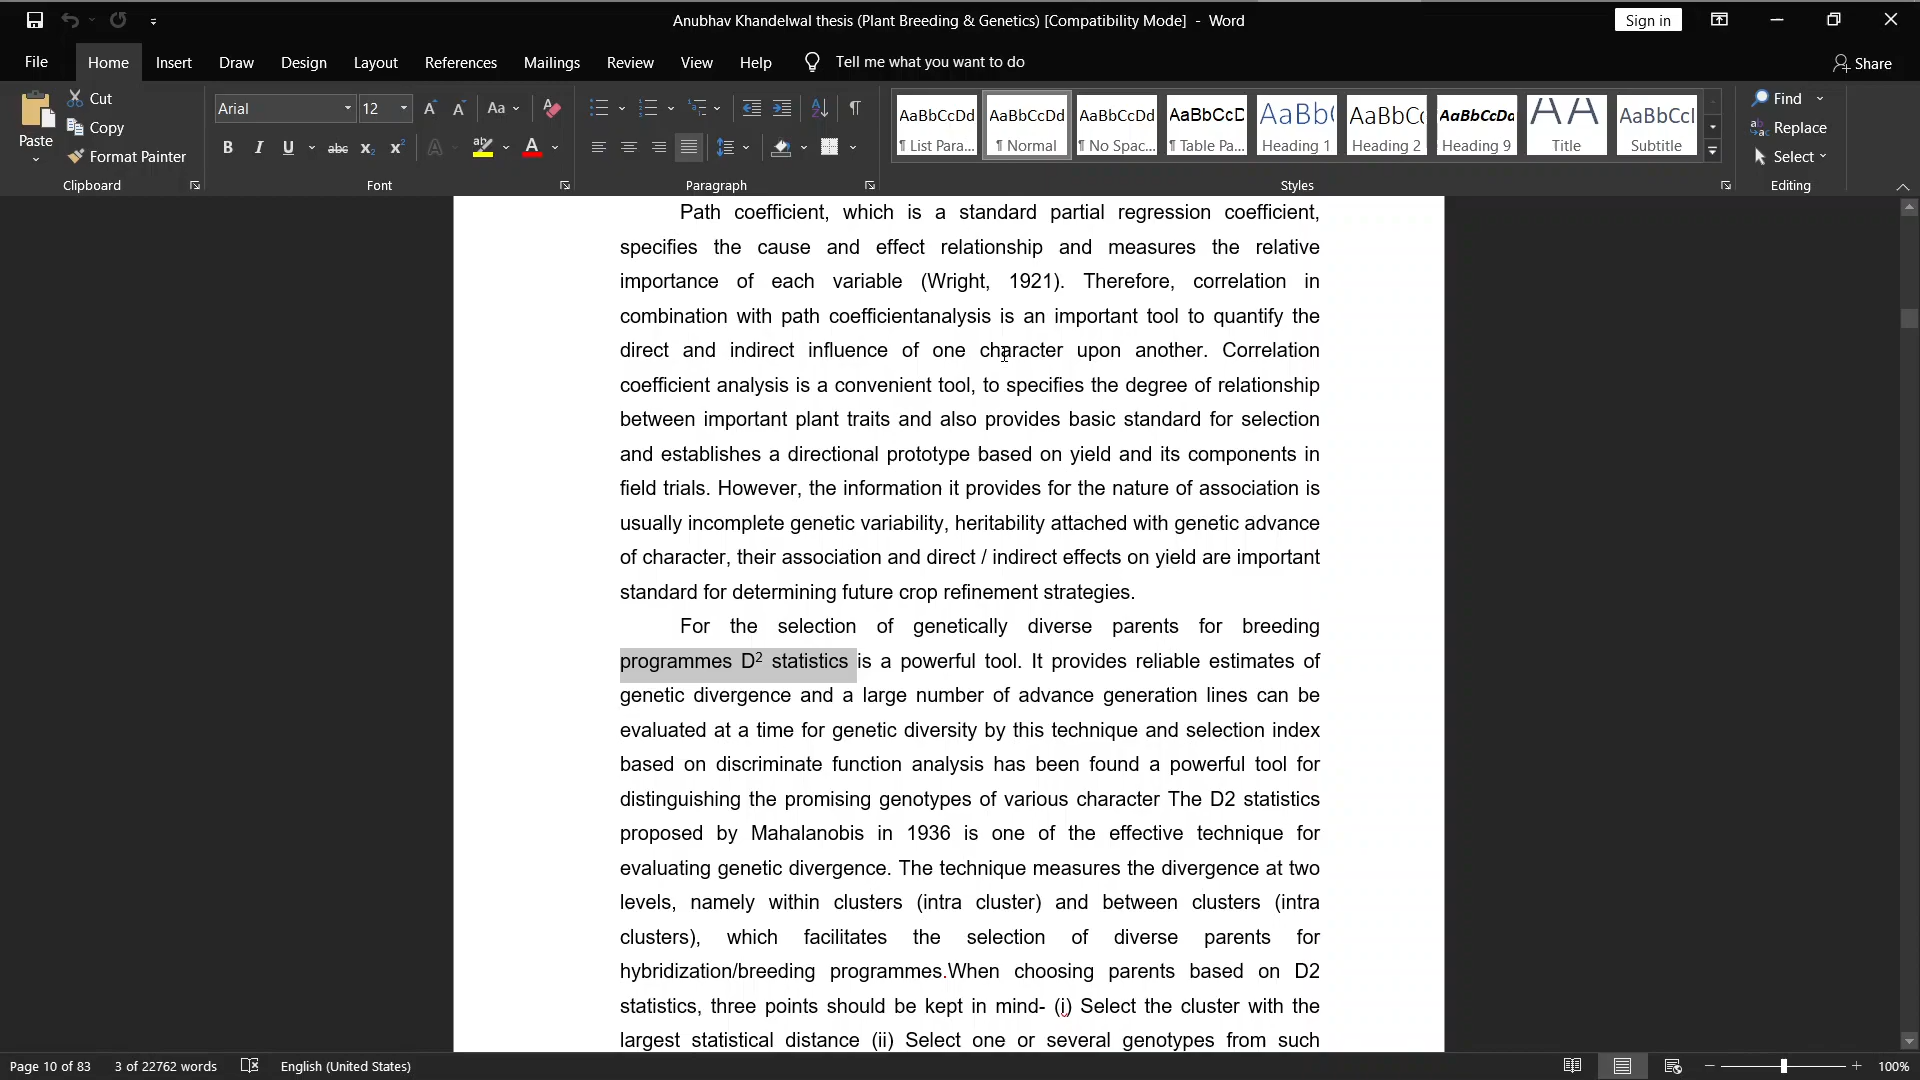 Anubhav Khandelwal thesis (Plant Breeding & Genetics) [Compatibility Mode] - Word
Sign in
File Home Insert Draw Design Layout References Mailings Review View Help Tell me what you want to do Share
Paste
Cut
Copy
Format Painter
Clipboard
Arial 12
Aa
B I U abc x₂ x² A A
Font
Paragraph
AaBbCcDd AaBbCcDd AaBbCcDd AaBbCcD AaBb( AaBbC( AaBbCcDc AA AaBbCcl
¶ List Para... ¶ Normal ¶ No Spac... ¶ Table Pa... Heading 1 Heading 2 Heading 9 Title Subtitle
Styles
Find
Replace
Select
Editing
Path coefficient, which is a standard partial regression coefficient,
specifies the cause and effect relationship and measures the relative
importance of each variable (Wright, 1921). Therefore, correlation in
combination with path coefficientanalysis is an important tool to quantify the
direct and indirect influence of one character upon another. Correlation
coefficient analysis is a convenient tool, to specifies the degree of relationship
between important plant traits and also provides basic standard for selection
and establishes a directional prototype based on yield and its components in
field trials. However, the information it provides for the nature of association is
usually incomplete genetic variability, heritability attached with genetic advance
of character, their association and direct / indirect effects on yield are important
standard for determining future crop refinement strategies.
For the selection of genetically diverse parents for breeding
programmes D² statistics is a powerful tool. It provides reliable estimates of
genetic divergence and a large number of advance generation lines can be
evaluated at a time for genetic diversity by this technique and selection index
based on discriminate function analysis has been found a powerful tool for
distinguishing the promising genotypes of various character The D2 statistics
proposed by Mahalanobis in 1936 is one of the effective technique for
evaluating genetic divergence. The technique measures the divergence at two
levels, namely within clusters (intra cluster) and between clusters (intra
clusters), which facilitates the selection of diverse parents for
hybridization/breeding programmes.When choosing parents based on D2
statistics, three points should be kept in mind- (i) Select the cluster with the
largest statistical distance (ii) Select one or several genotypes from such
Page 10 of 83 3 of 22762 words English (United States) 100%